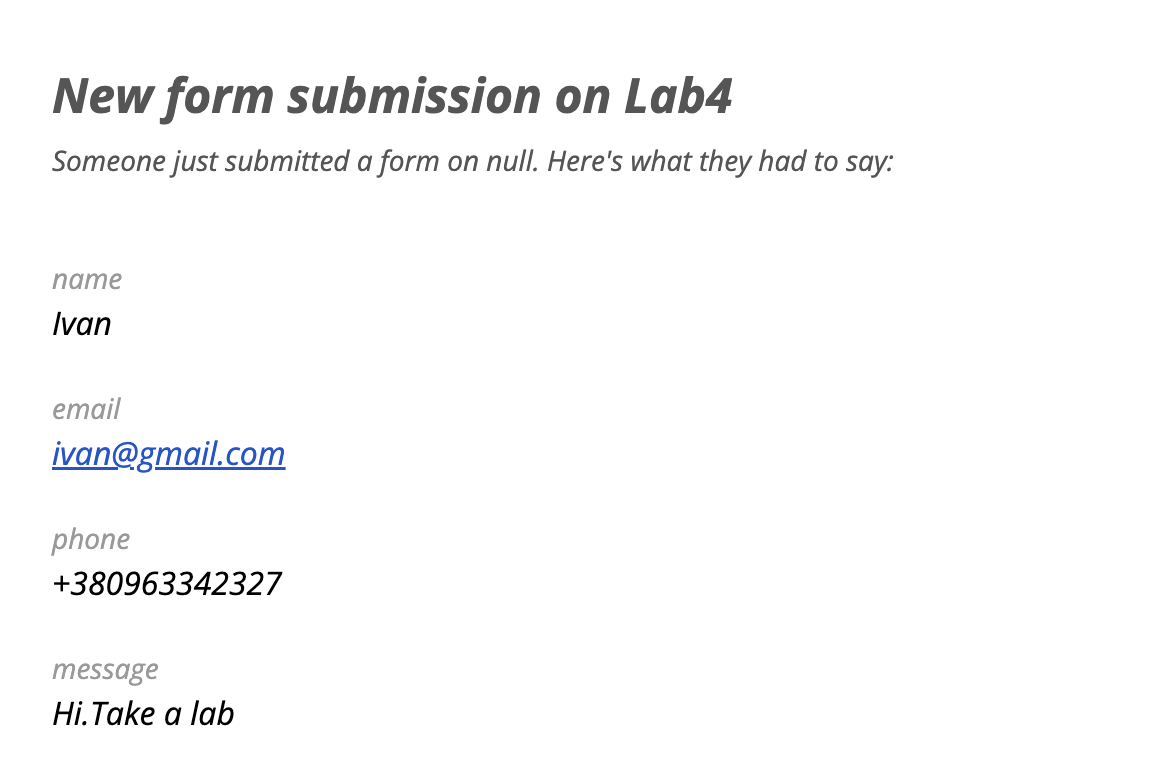 New form submission on Lab4
Someone just submitted a form on null. Here's what they had to say:
name
Ivan
email
ivan@gmail.com
phone
+380963342327
message
Hi.Take a lab